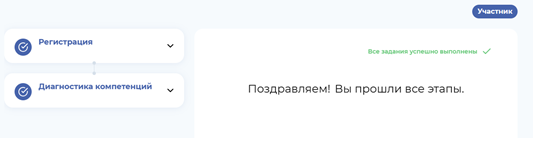 Участник
Регистрация
Диагностика компетенций
Все задания успешно выполнены
Поздравляем! Вы прошли все этапы.